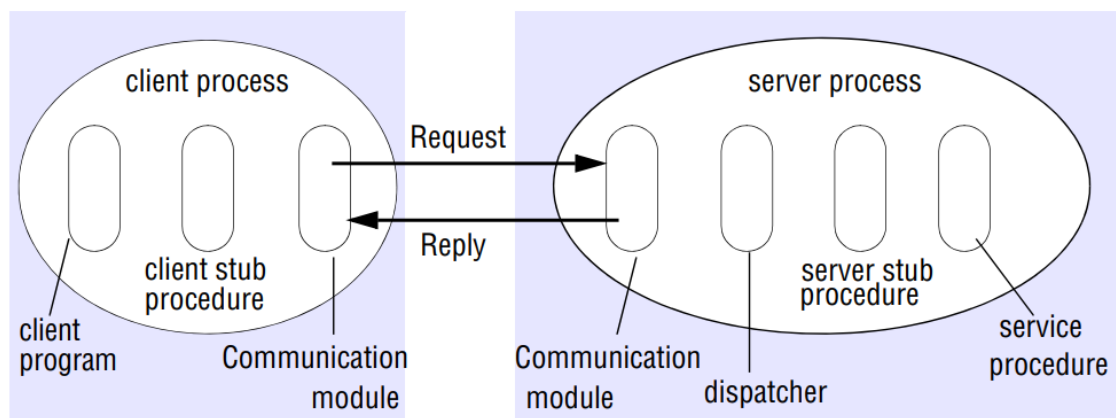 client process
server process
Request
Reply
client stub
procedure
server stub
procedure
client
program
Communication
module
Communication
module
dispatcher
service
procedure